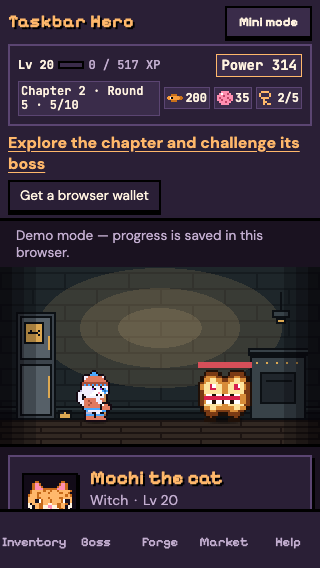 Taskbar Hero
Mini mode
Lv 20 0 / 517 XP
Power 314
Chapter 2 · Round
5 · 5/10
200 35 2/5
Explore the chapter and challenge its
boss
Get a browser wallet
Demo mode — progress is saved in this
browser.
Mochi the cat
Witch · Lv 20
Inventory Boss Forge Market Help